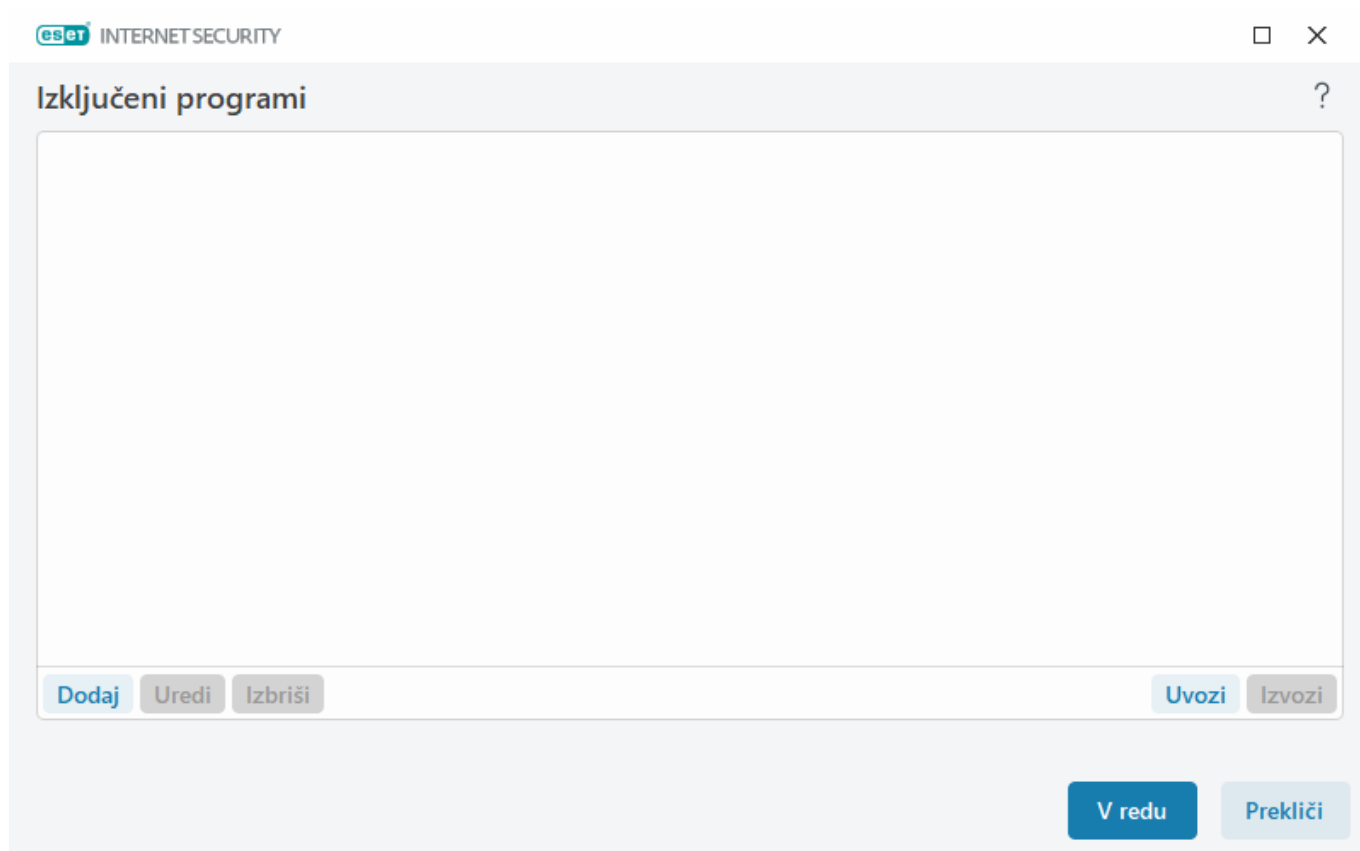 eset INTERNET SECURITY
Izključeni programi
?
Dodaj Uredi Izbriši Uvozi Izvozi
V redu Prekliči